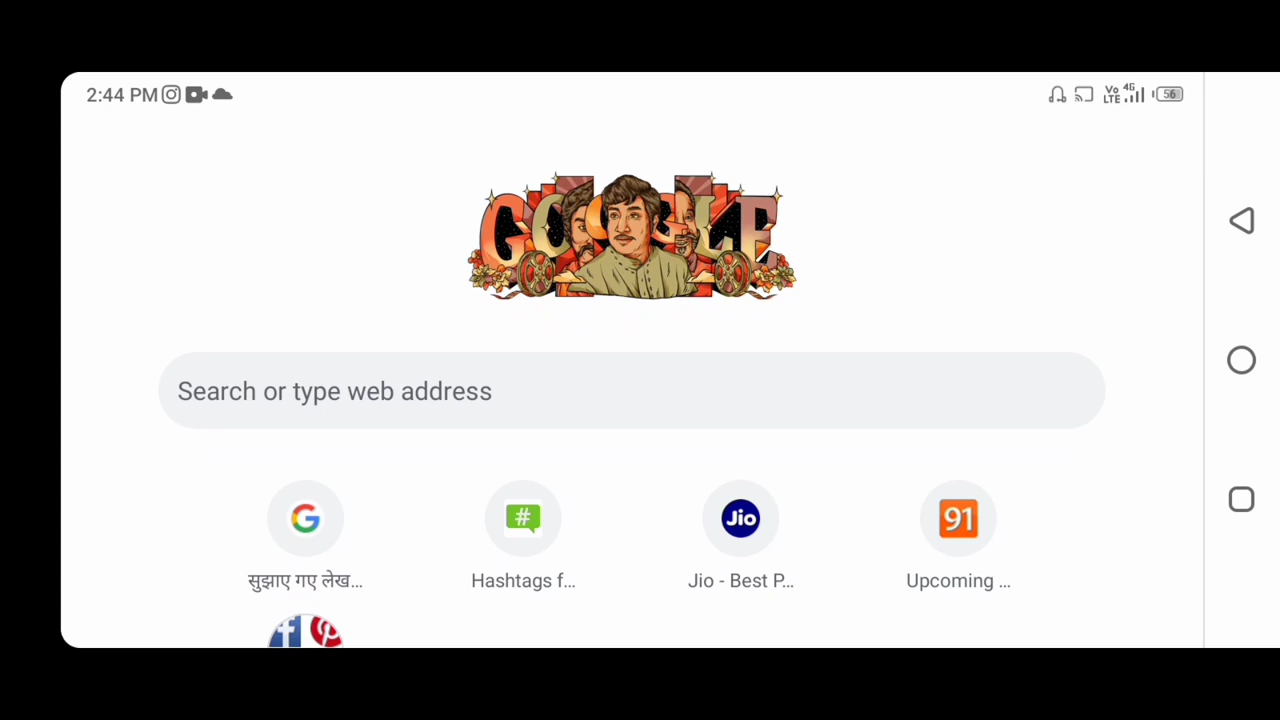 2:44 PM
Vo LTE 4G 56
GOOGLE
Search or type web address
G # Jio 91
सुझाए गए लेख... Hashtags f... Jio - Best P... Upcoming ...